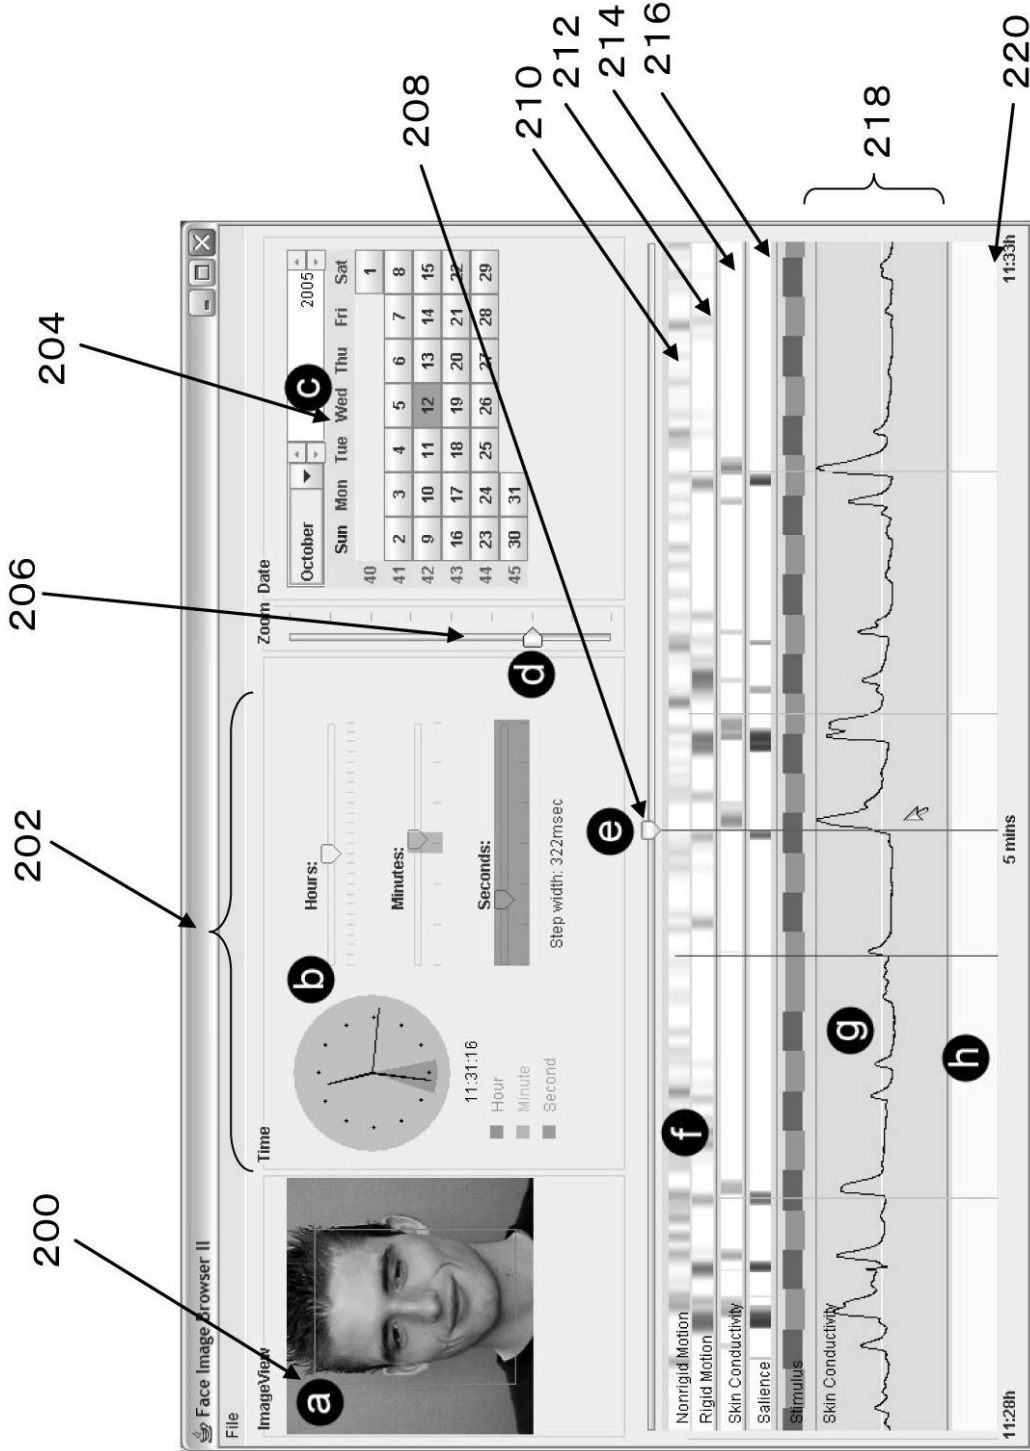 200
202
204
206
208
210
212
214
216
218
220
Face Image Browser II
File
ImageView
a
Time
b
11:31:16
Hour
Minute
Second
Hours:
Minutes:
Seconds:
Step width: 322msec
Zoom
d
Date
October
2005
c
Sun Mon Tue Wed Thu Fri Sat
40 1
41 2 3 4 5 6 7 8
42 9 10 11 12 13 14 15
43 16 17 18 19 20 21 22
44 23 24 25 26 27 28 29
45 30 31
e
f
Nonrigid Motion
Rigid Motion
Skin Conductivity
Salience
Stimulus
Skin Conductivity
g
h
11:28h
5 mins
11:33h